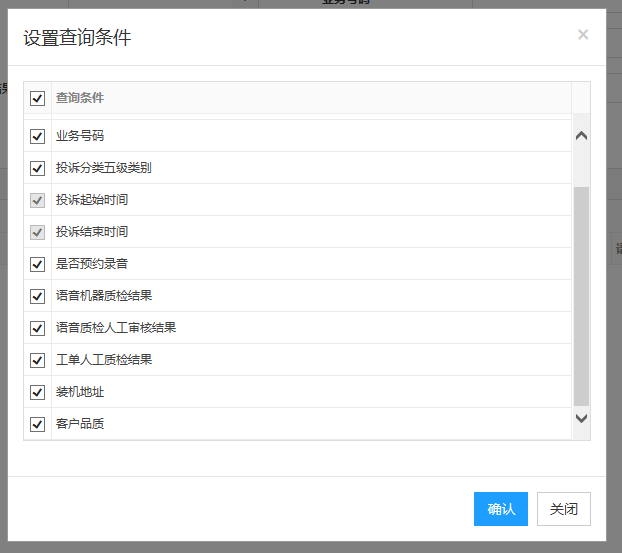 业务号码
设置查询条件
查询条件
业务号码
投诉分类五级类别
投诉起始时间
投诉结束时间
是否预约录音
语音机器质检结果
语音质检人工审核结果
工单人工质检结果
装机地址
客户品质
确认
关闭